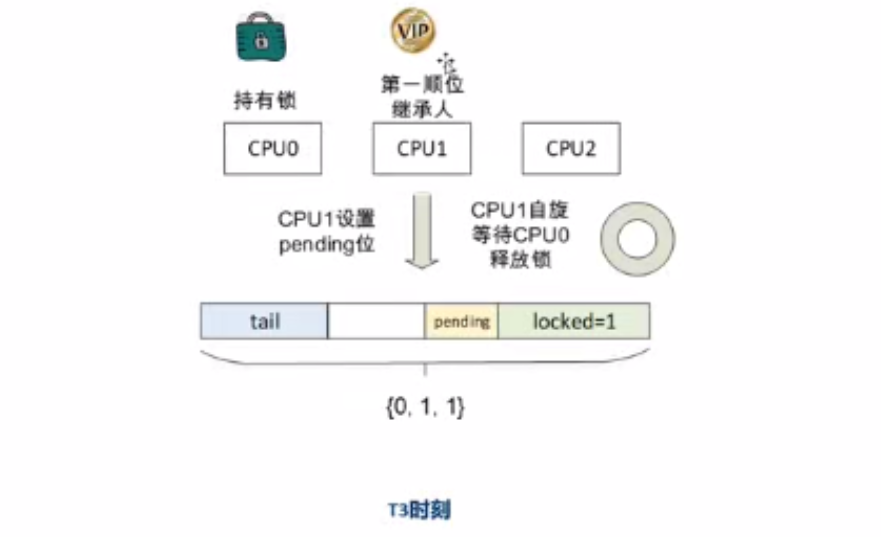 VIP
第一顺位
继承人
持有锁
CPU0
CPU1
CPU2
CPU1设置
pending位
CPU1自旋
等待CPU0
释放锁
tail
pending
locked=1
{0, 1, 1}
T3时刻